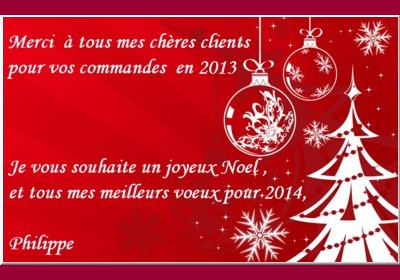 Merci à tous mes chères clients
pour vos commandes en 2013
Je vous souhaite un joyeux Noel ,
et tous mes meilleurs voeux pour 2014,
Philippe